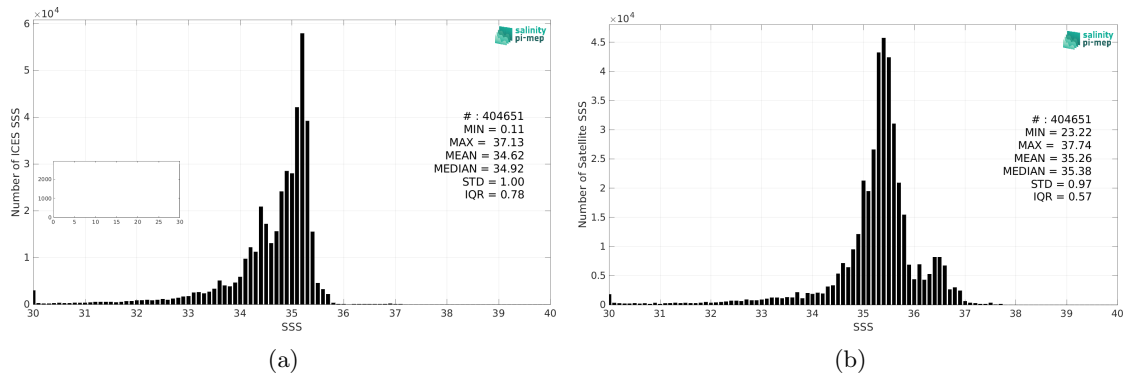 ×10⁴
6
5
4
3
2
1
0
Number of ICES SSS
salinity
pi-mep
# : 404651
MIN = 0.11
MAX = 37.13
MEAN = 34.62
MEDIAN = 34.92
STD = 1.00
IQR = 0.78
2000
1000
0
0 5 10 15 20 25 30
30 31 32 33 34 35 36 37 38 39 40
SSS
(a)
×10⁴
4.5
4
3.5
3
2.5
2
1.5
1
0.5
0
Number of Satellite SSS
salinity
pi-mep
# : 404651
MIN = 23.22
MAX = 37.74
MEAN = 35.26
MEDIAN = 35.38
STD = 0.97
IQR = 0.57
30 31 32 33 34 35 36 37 38 39 40
SSS
(b)